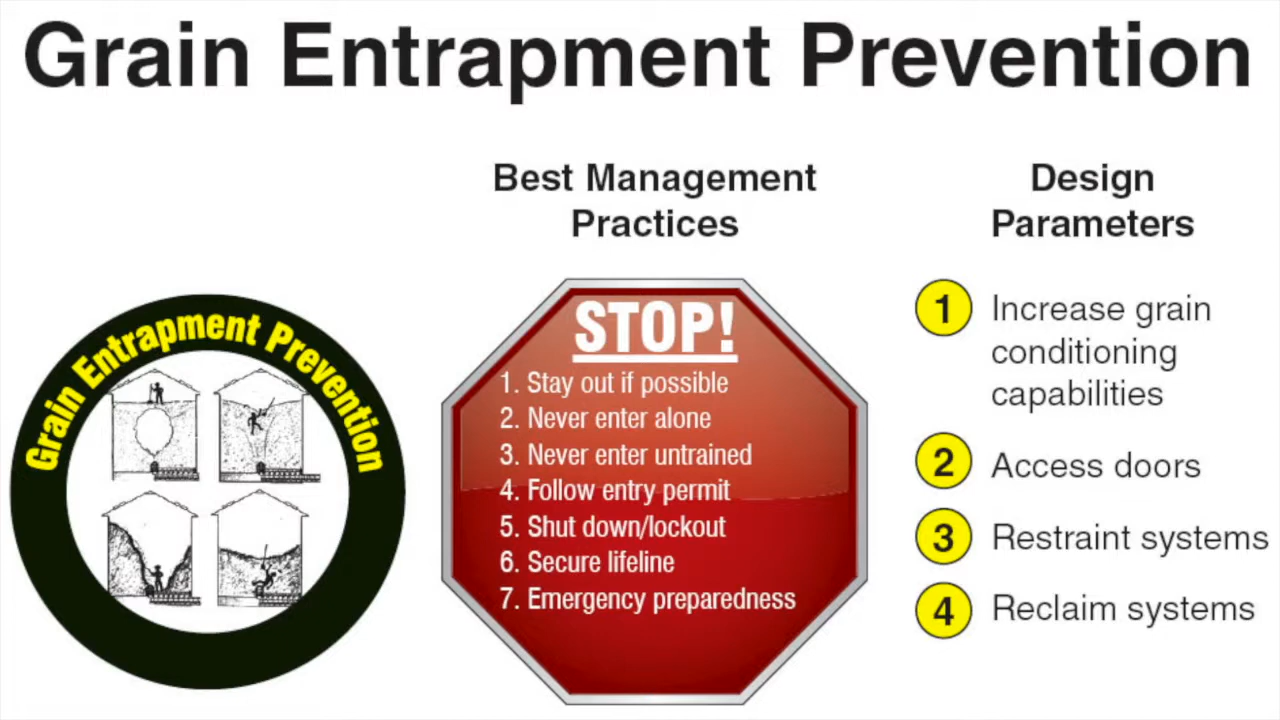 Grain Entrapment Prevention
Grain Entrapment Prevention
Best Management
Practices
STOP!
1. Stay out if possible
2. Never enter alone
3. Never enter untrained
4. Follow entry permit
5. Shut down/lockout
6. Secure lifeline
7. Emergency preparedness
Design
Parameters
1 Increase grain
conditioning
capabilities
2 Access doors
3 Restraint systems
4 Reclaim systems